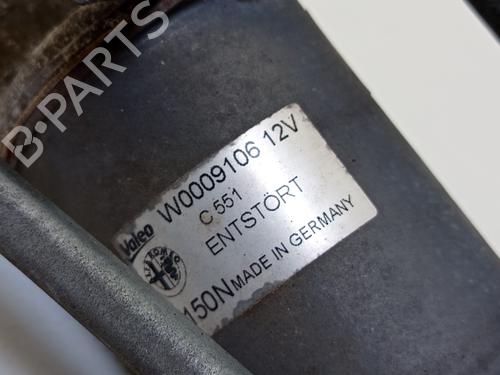 Valeo W0009106 12V
C 551
ENTSTÖRT
150N MADE IN GERMANY
B-PARTS